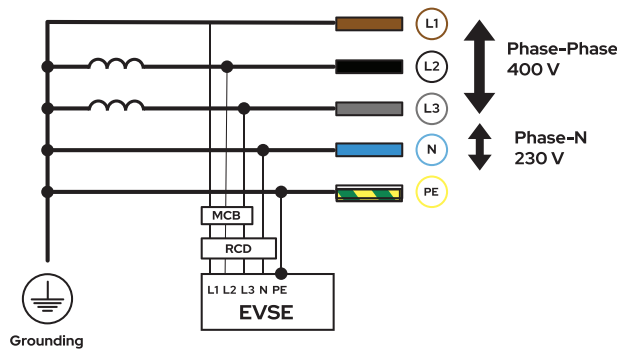 L1
L2
L3
N
PE
Phase-Phase
400 V
Phase-N
230 V
MCB
RCD
L1 L2 L3 N PE
EVSE
Grounding